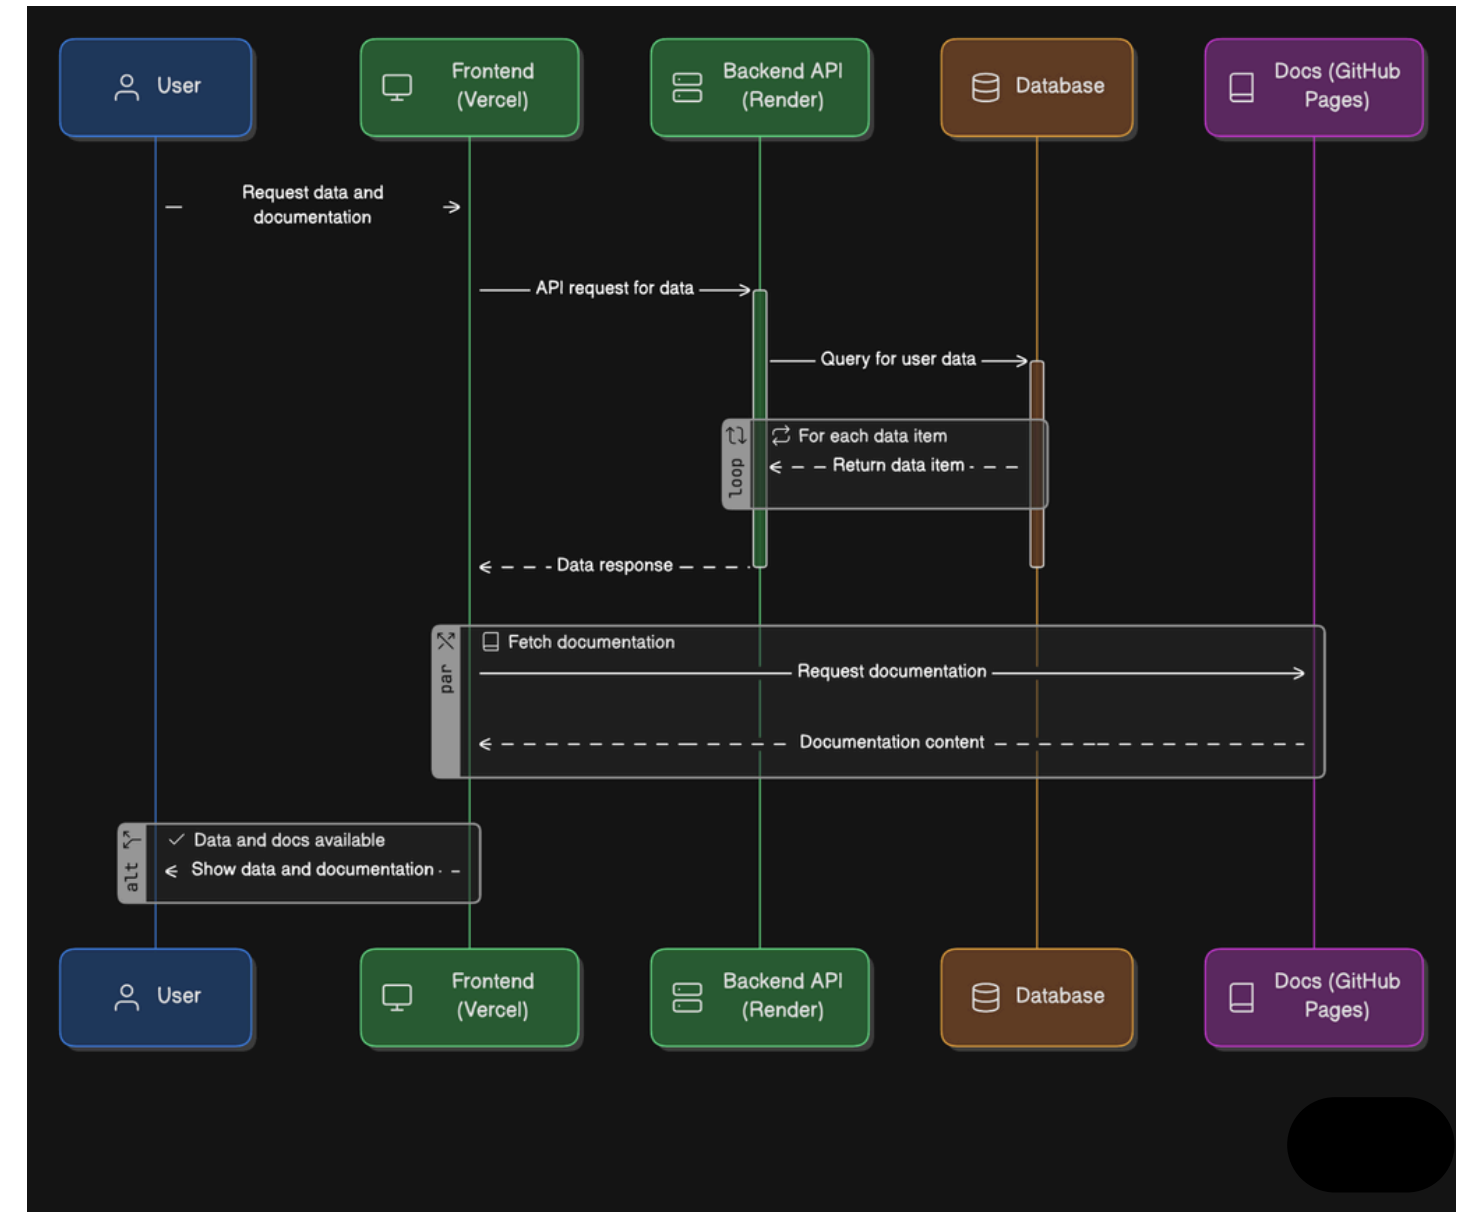 User
Frontend
(Vercel)
Backend API
(Render)
Database
Docs (GitHub
Pages)
Request data and
documentation
API request for data
Query for user data
loop
For each data item
Return data item
Data response
par
Fetch documentation
Request documentation
Documentation content
alt
Data and docs available
Show data and documentation
User
Frontend
(Vercel)
Backend API
(Render)
Database
Docs (GitHub
Pages)